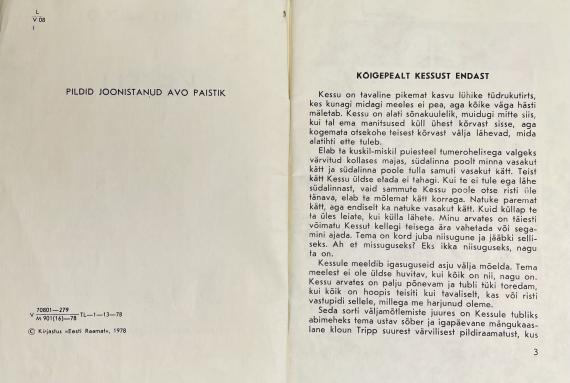 L
V 08
1
PILDID JOONISTANUD AVO PAISTIK
V 70801—279
M 901(16)—78 TL—1—13—78
© Kirjastus «Eesti Raamat», 1978
KÕIGEPEALT KESSUST ENDAST
Kessu on tavaline pikemat kasvu lühike tüdrukutirts,
kes kunagi midagi meeles ei pea, aga kõike väga hästi
mäletab. Kessu on alati sõnakuulelik, muidugi mitte siis,
kui tal ema manitsused küll ühest kõrvast sisse, aga
kogemata otsekohe teisest kõrvast välja lähevad, mida
alatihti ette tuleb.
Elab ta kuskil-miskil puiesteel tumerohelisega valgeks
värvitud kollases majas, südalinna poolt minna vasakut
kätt ja südalinna poole tulla samuti vasakut kätt. Teist
kätt Kessu üldse elada ei tahagi. Kui te ei tule ega lähe
südalinnast, vaid sammute Kessu poole otse risti üle
tänava, elab ta mõlemat kätt korraga. Natuke paremat
kätt, aga endiselt ka natuke vasakut kätt. Kuid küllap te
ta üles leiate, kui külla lähete. Minu arvates on täiesti
võimatu Kessut kellegi teisega ära vahetada või sega-
mini ajada. Tema on kord juba niisugune ja jääbki selli-
seks. Ah et missuguseks? Eks ikka niisuguseks, nagu
ta on.
Kessule meeldib igasuguseid asju välja mõelda. Tema
meelest ei ole üldse huvitav, kui kõik on nii, nagu on.
Kessu arvates on palju põnevam ja tubli tüki toredam,
kui kõik on hoopis teisiti kui tavaliselt, kas või risti
vastupidi sellele, millega me harjunud oleme.
Seda sorti väljamõtlemiste juures on Kessule tubliks
abimeheks tema ustav sõber ja igapäevane mängukaas-
lane kloun Tripp suurest värvilisest pildiraamatust, kus
3